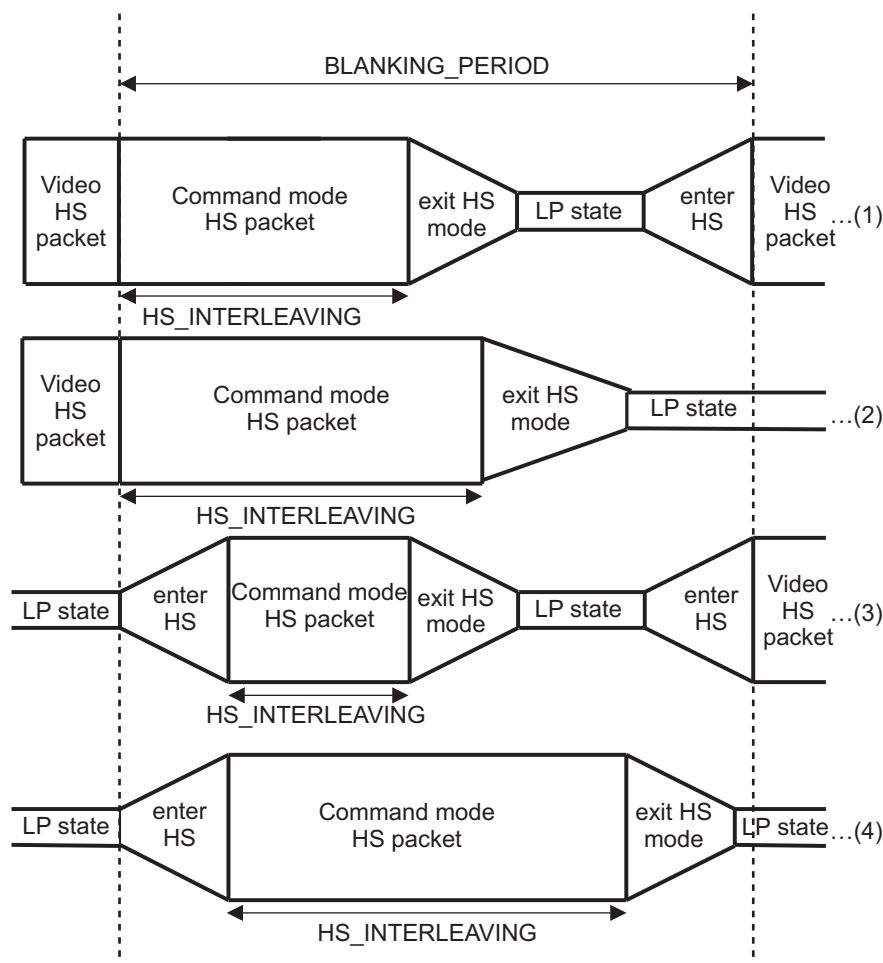 BLANKING_PERIOD
Video
HS
packet
Command mode
HS packet
exit HS
mode
LP state
enter
HS
Video
HS
packet
...(1)
HS_INTERLEAVING
Video
HS
packet
Command mode
HS packet
exit HS
mode
LP state
...(2)
HS_INTERLEAVING
LP state
enter
HS
Command mode
HS packet
exit HS
mode
LP state
enter
HS
Video
HS
packet
...(3)
HS_INTERLEAVING
LP state
enter
HS
Command mode
HS packet
exit HS
mode
LP state
...(4)
HS_INTERLEAVING